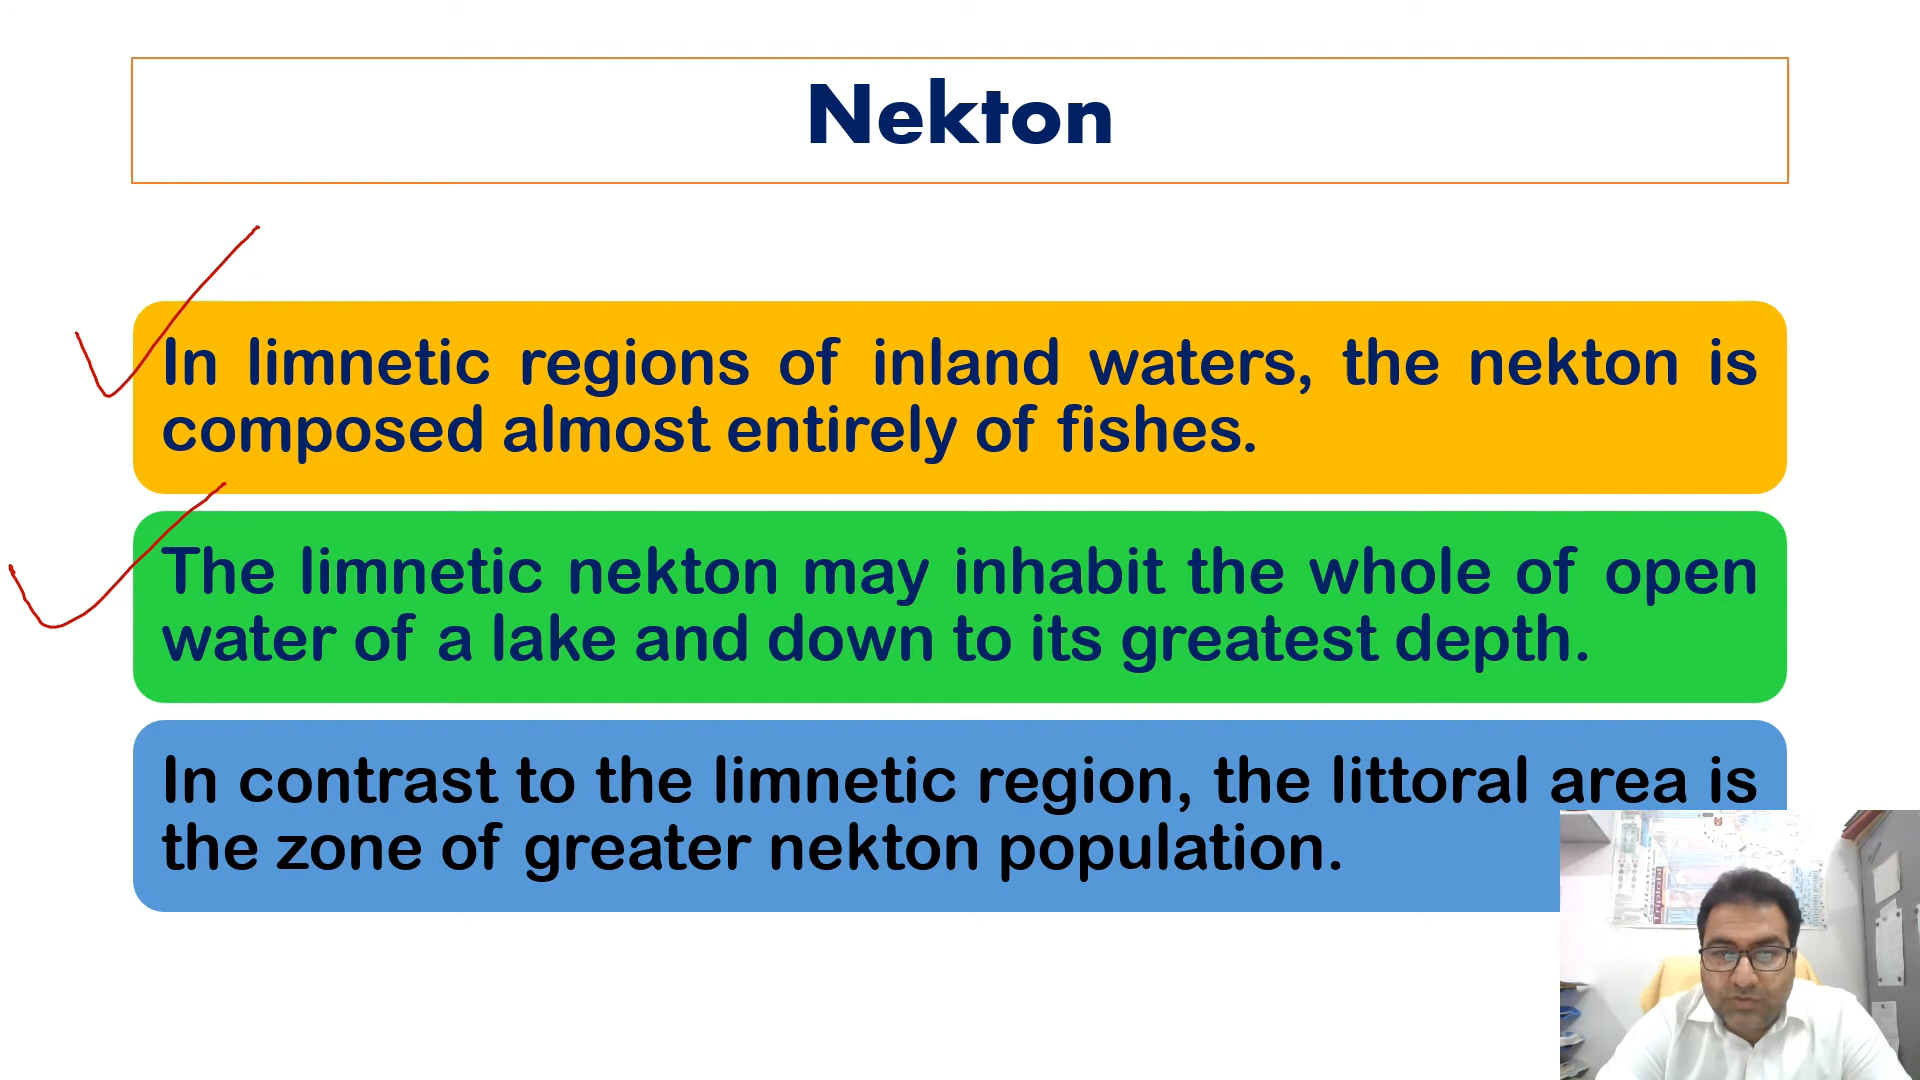 Nekton
In limnetic regions of inland waters, the nekton is
composed almost entirely of fishes.
The limnetic nekton may inhabit the whole of open
water of a lake and down to its greatest depth.
In contrast to the limnetic region, the littoral area is
the zone of greater nekton population.